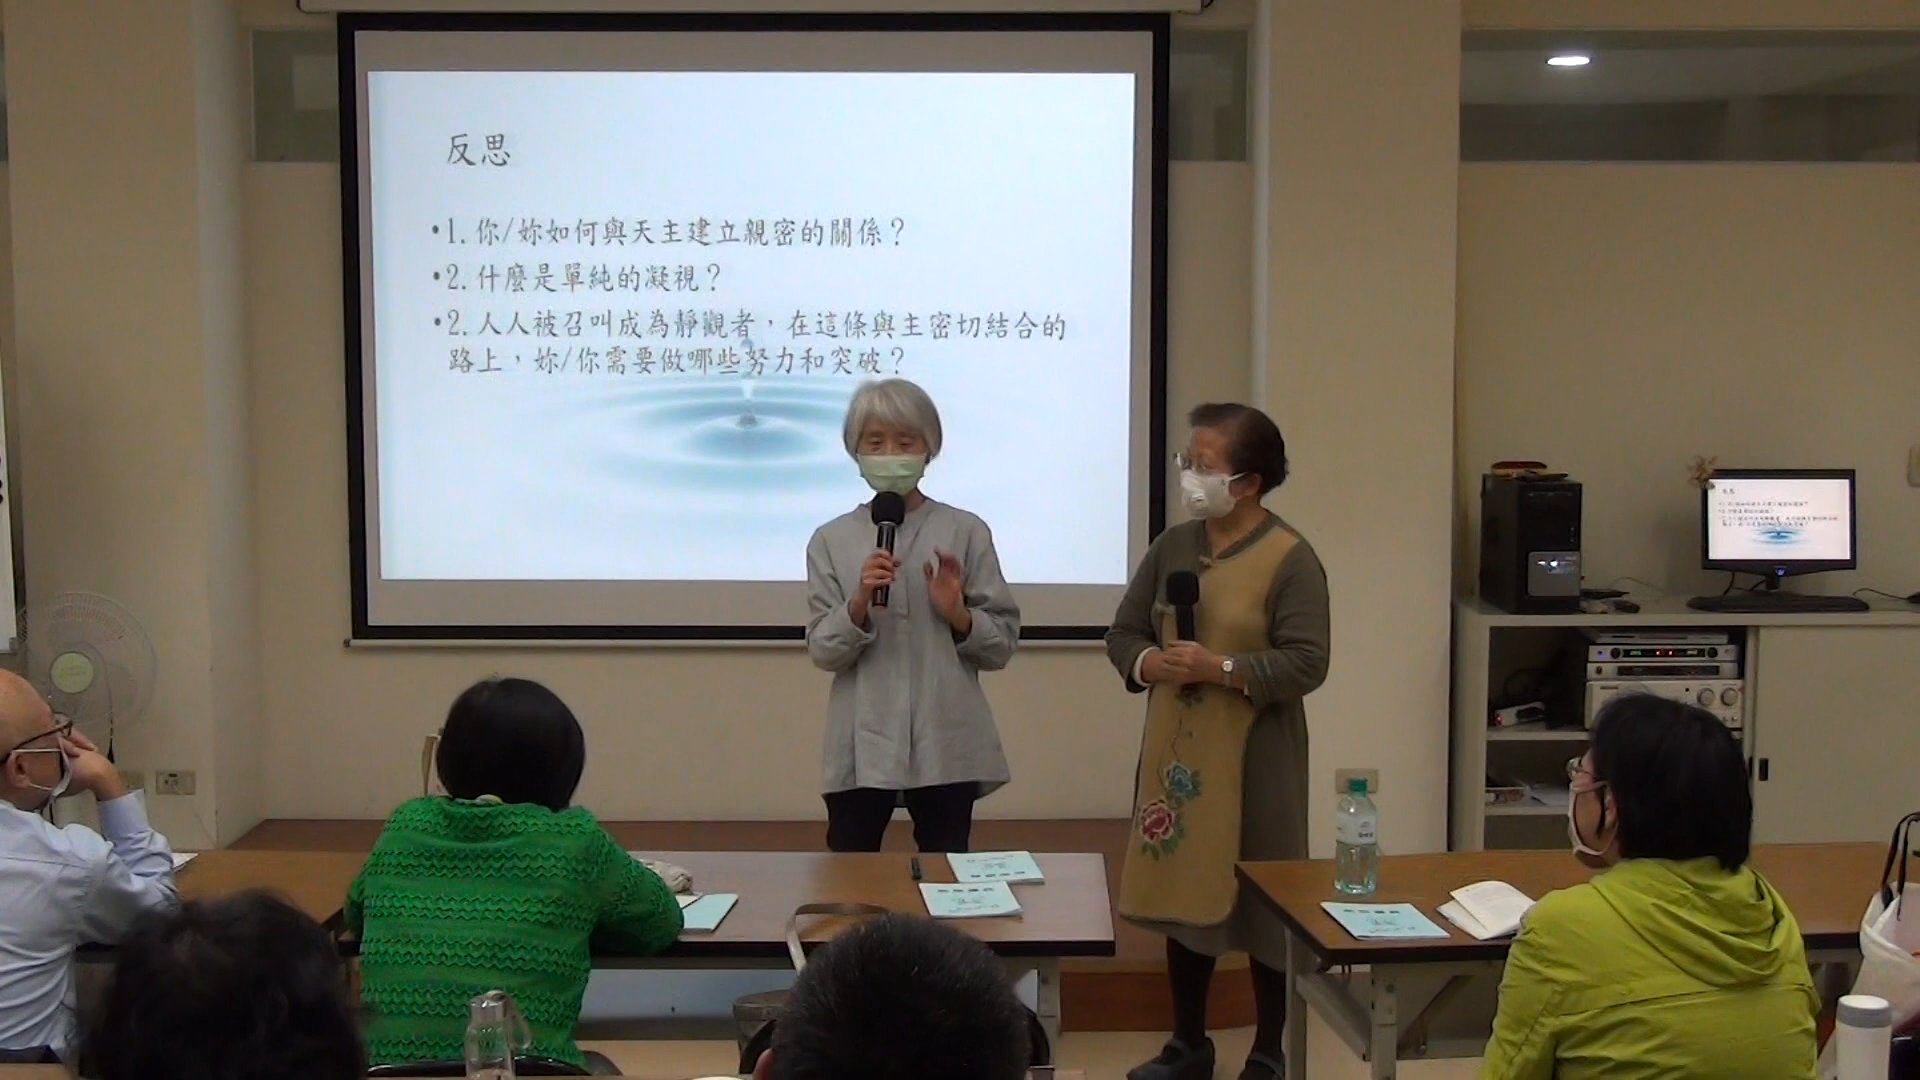 反思
•1.你/妳如何與天主建立親密的關係？
•2.什麼是單純的凝視？
•2.人人被召叫成為靜觀者，在這條與主密切結合的
路上，妳/你需要做哪些努力和突破？